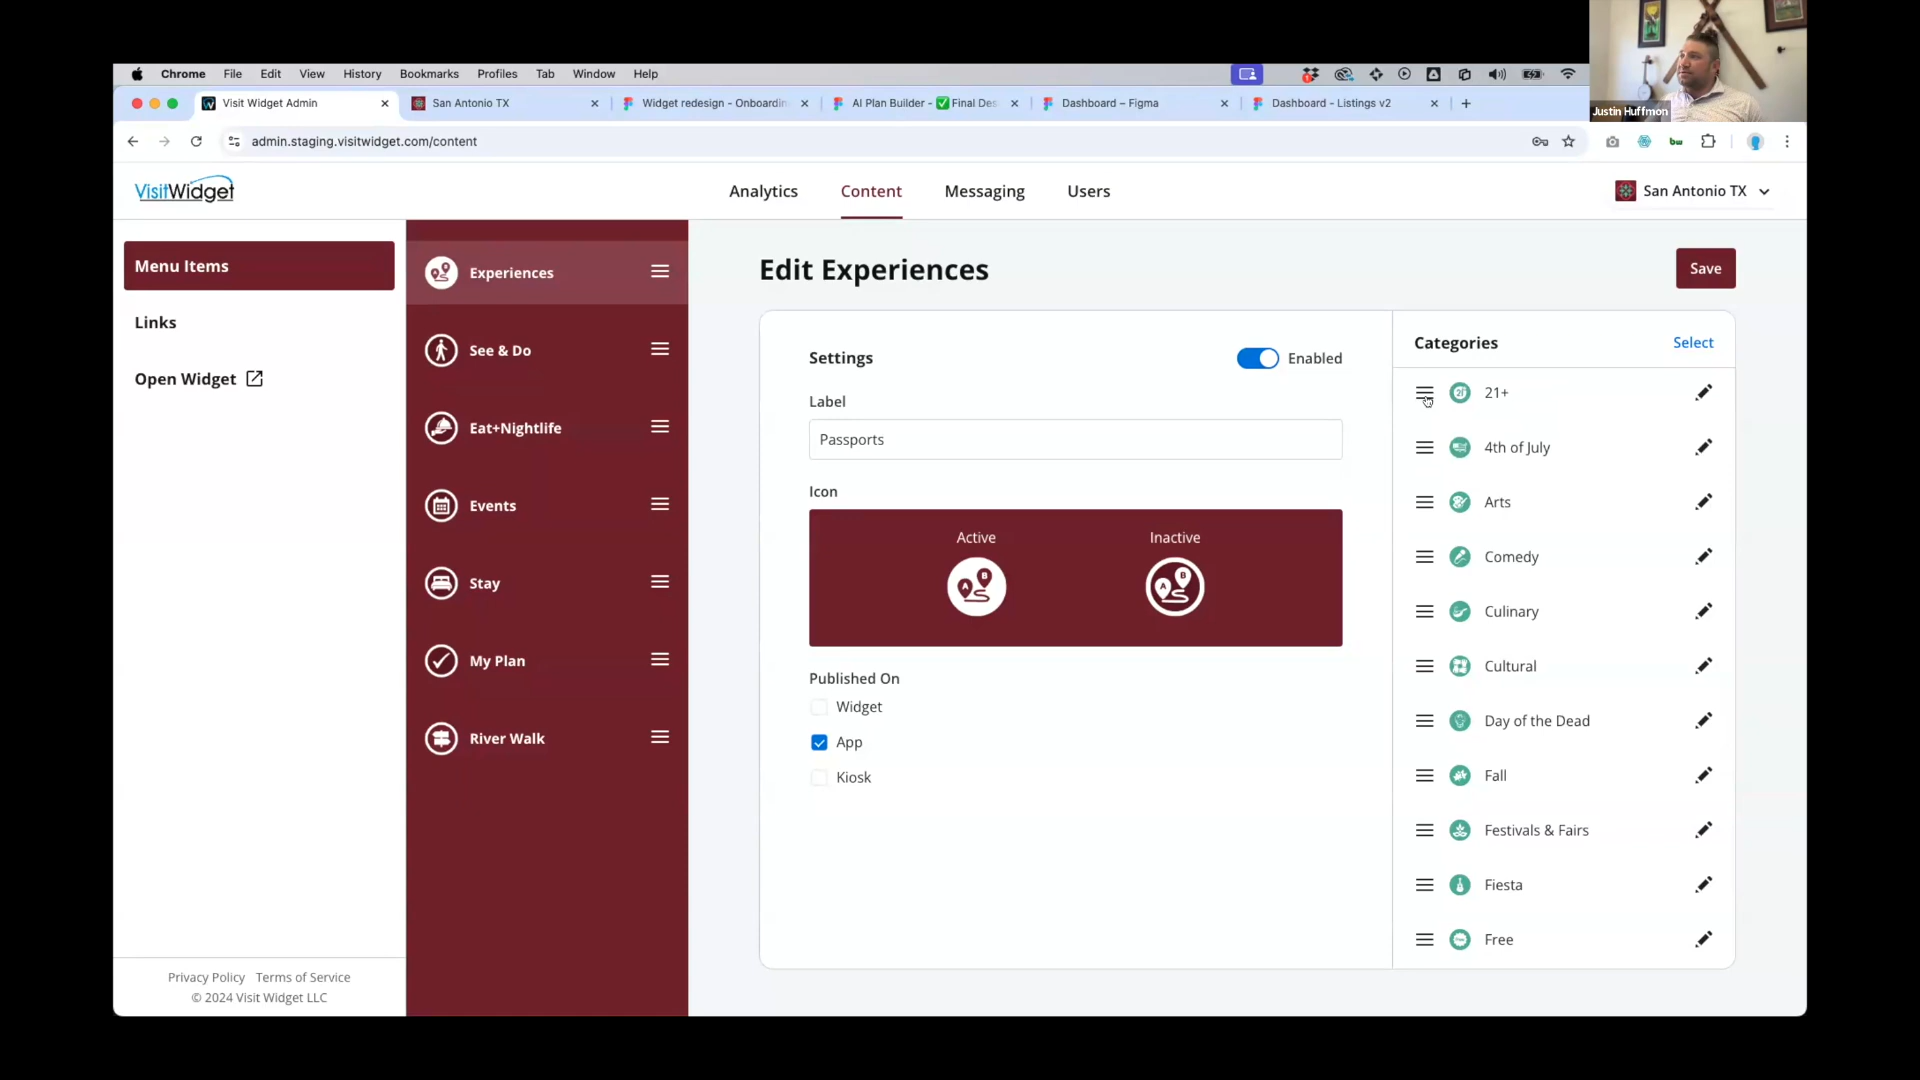 Chrome File Edit View History Bookmarks Profiles Tab Window Help
Justin Huffmon
Visit Widget Admin
San Antonio TX
Widget redesign - Onboardin
AI Plan Builder - ✅ Final Des
Dashboard – Figma
Dashboard - Listings v2
admin.staging.visitwidget.com/content
VisitWidget
Analytics
Content
Messaging
Users
San Antonio TX
Menu Items
Links
Open Widget
Privacy Policy Terms of Service
© 2024 Visit Widget LLC
Experiences
See & Do
Eat+Nightlife
Events
Stay
My Plan
River Walk
Edit Experiences
Save
Settings
Enabled
Label
Passports
Icon
Active
Inactive
A B
A B
Published On
Widget
App
Kiosk
Categories
Select
21+
4th of July
Arts
Comedy
Culinary
Cultural
Day of the Dead
Fall
Festivals & Fairs
Fiesta
Free